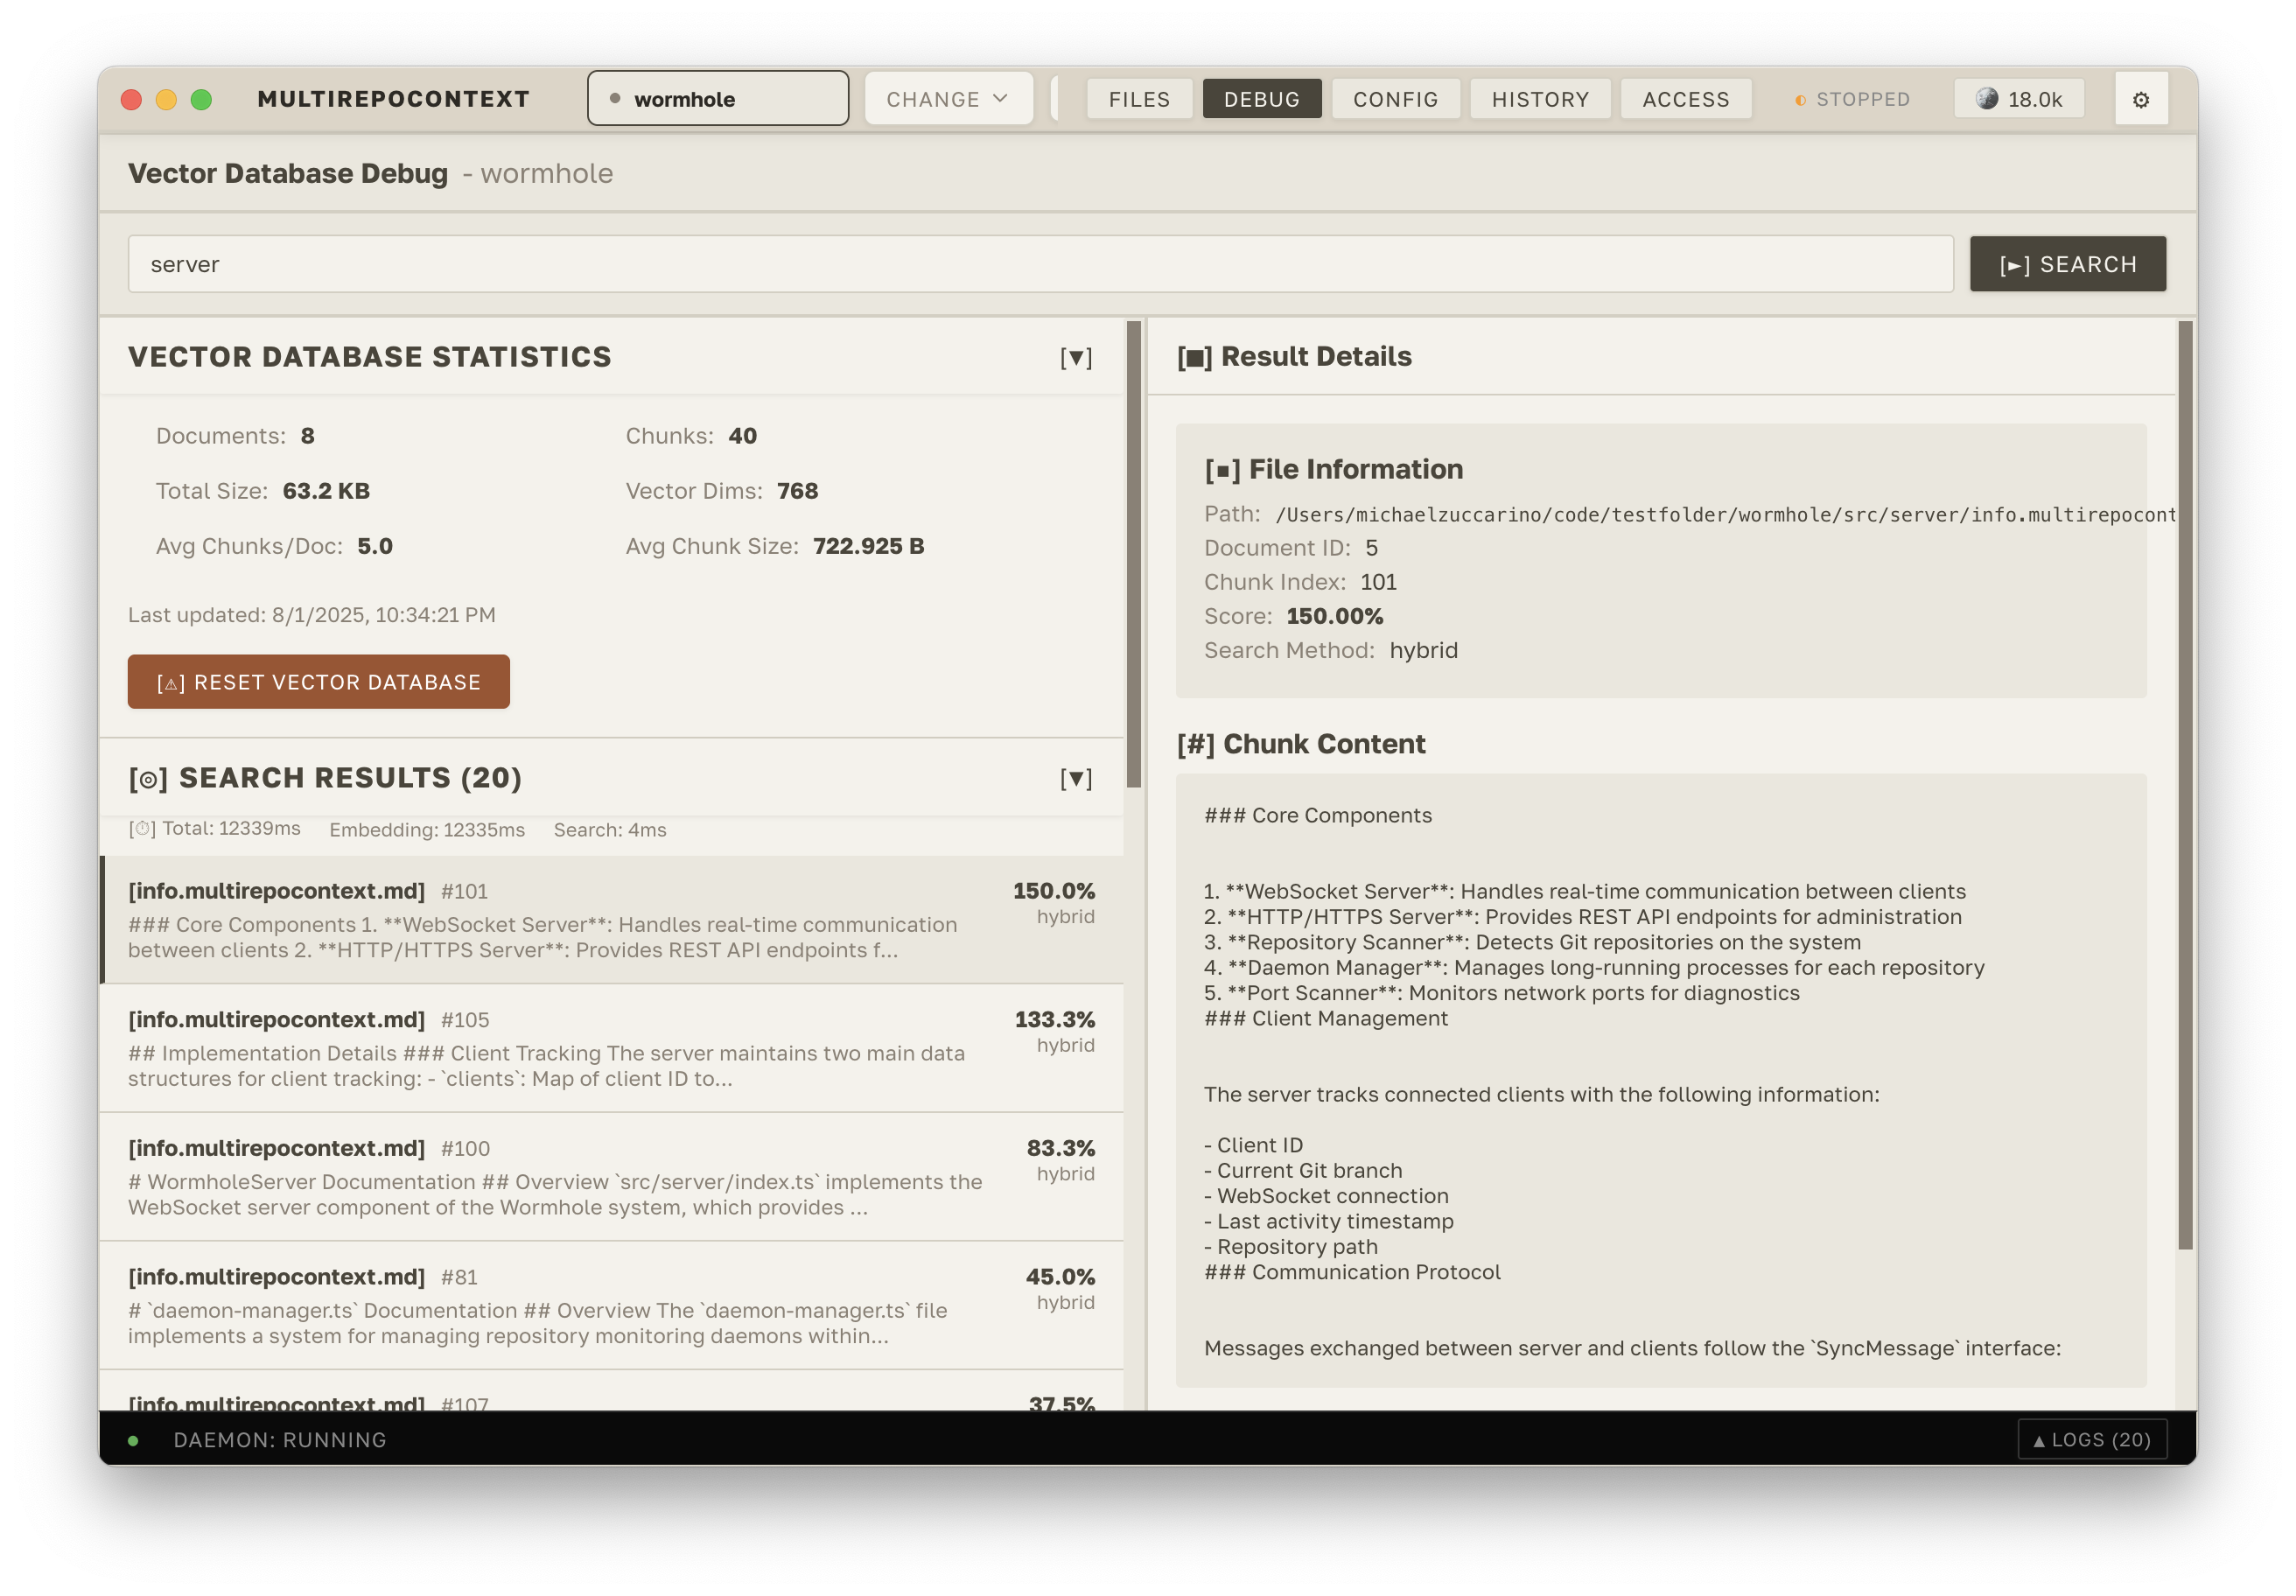 MULTIREPOCONTEXT
wormhole
CHANGE
FILES
DEBUG
CONFIG
HISTORY
ACCESS
STOPPED
18.0k
Vector Database Debug - wormhole
server
[►] SEARCH
VECTOR DATABASE STATISTICS [▼]
Documents: 8
Chunks: 40
Total Size: 63.2 KB
Vector Dims: 768
Avg Chunks/Doc: 5.0
Avg Chunk Size: 722.925 B
Last updated: 8/1/2025, 10:34:21 PM
[⚠] RESET VECTOR DATABASE
[◎] SEARCH RESULTS (20) [▼]
[⏱] Total: 12339ms Embedding: 12335ms Search: 4ms
[info.multirepocontext.md] #101 150.0%
hybrid
### Core Components 1. **WebSocket Server**: Handles real-time communication
between clients 2. **HTTP/HTTPS Server**: Provides REST API endpoints f...
[info.multirepocontext.md] #105 133.3%
hybrid
## Implementation Details ### Client Tracking The server maintains two main data
structures for client tracking: - `clients`: Map of client ID to...
[info.multirepocontext.md] #100 83.3%
hybrid
# WormholeServer Documentation ## Overview `src/server/index.ts` implements the
WebSocket server component of the Wormhole system, which provides ...
[info.multirepocontext.md] #81 45.0%
hybrid
# `daemon-manager.ts` Documentation ## Overview The `daemon-manager.ts` file
implements a system for managing repository monitoring daemons within...
[info.multirepocontext.md] #107 37.5%
[■] Result Details
[▪] File Information
Path: /Users/michaelzuccarino/code/testfolder/wormhole/src/server/info.multirepocont
Document ID: 5
Chunk Index: 101
Score: 150.00%
Search Method: hybrid
[#] Chunk Content
### Core Components
1. **WebSocket Server**: Handles real-time communication between clients
2. **HTTP/HTTPS Server**: Provides REST API endpoints for administration
3. **Repository Scanner**: Detects Git repositories on the system
4. **Daemon Manager**: Manages long-running processes for each repository
5. **Port Scanner**: Monitors network ports for diagnostics
### Client Management
The server tracks connected clients with the following information:
- Client ID
- Current Git branch
- WebSocket connection
- Last activity timestamp
- Repository path
### Communication Protocol
Messages exchanged between server and clients follow the `SyncMessage` interface:
DAEMON: RUNNING
▲ LOGS (20)